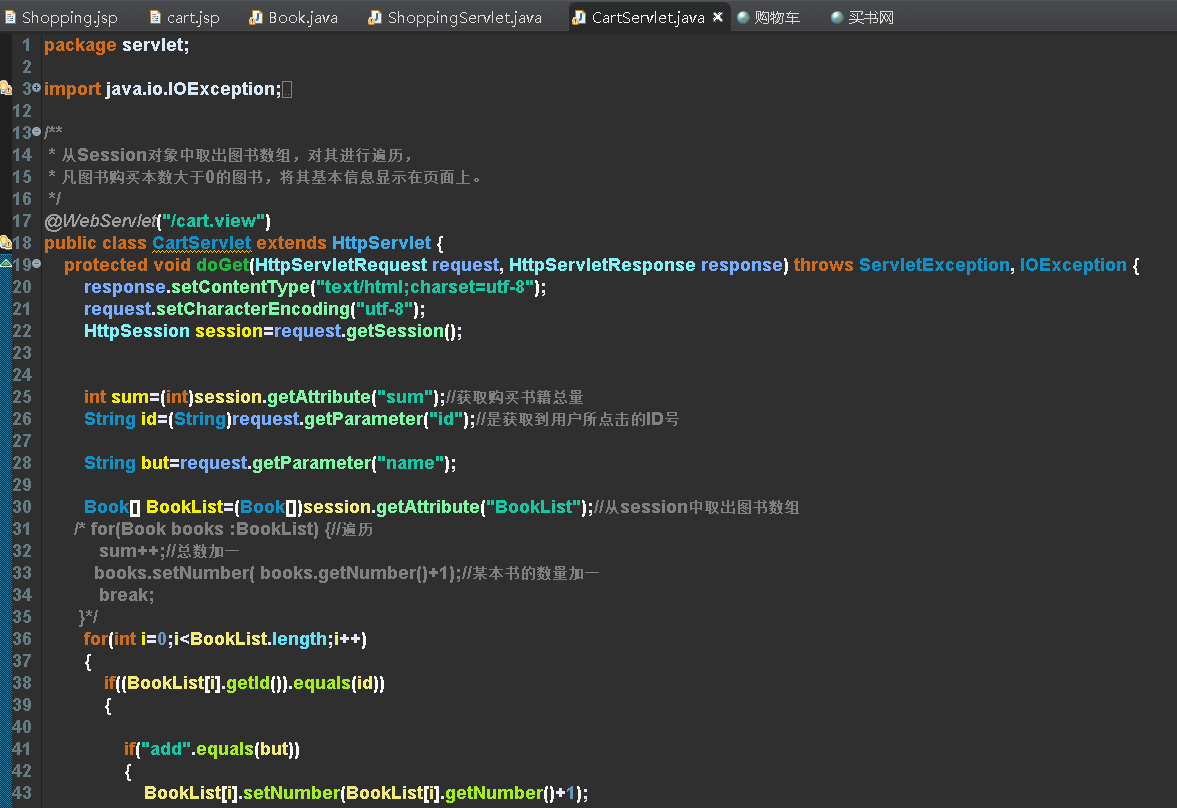 Shopping.jsp cart.jsp Book.java ShoppingServlet.java CartServlet.java 购物车 买书网
1 package servlet;
2
3 import java.io.IOException;
12
13 /**
14 * 从Session对象中取出图书数组，对其进行遍历，
15 * 凡图书购买本数大于0的图书，将其基本信息显示在页面上。
16 */
17 @WebServlet("/cart.view")
18 public class CartServlet extends HttpServlet {
19 protected void doGet(HttpServletRequest request, HttpServletResponse response) throws ServletException, IOException {
20 response.setContentType("text/html;charset=utf-8");
21 request.setCharacterEncoding("utf-8");
22 HttpSession session=request.getSession();
23
24
25 int sum=(int)session.getAttribute("sum");//获取购买书籍总量
26 String id=(String)request.getParameter("id");//是获取到用户所点击的ID号
27
28 String but=request.getParameter("name");
29
30 Book[] BookList=(Book[])session.getAttribute("BookList");//从session中取出图书数组
31 /* for(Book books :BookList) {//遍历
32 sum++;//总数加一
33 books.setNumber( books.getNumber()+1);//某本书的数量加一
34 break;
35 }*/
36 for(int i=0;i<BookList.length;i++)
37 {
38 if((BookList[i].getId()).equals(id))
39 {
40
41 if("add".equals(but))
42 {
43 BookList[i].setNumber(BookList[i].getNumber()+1);